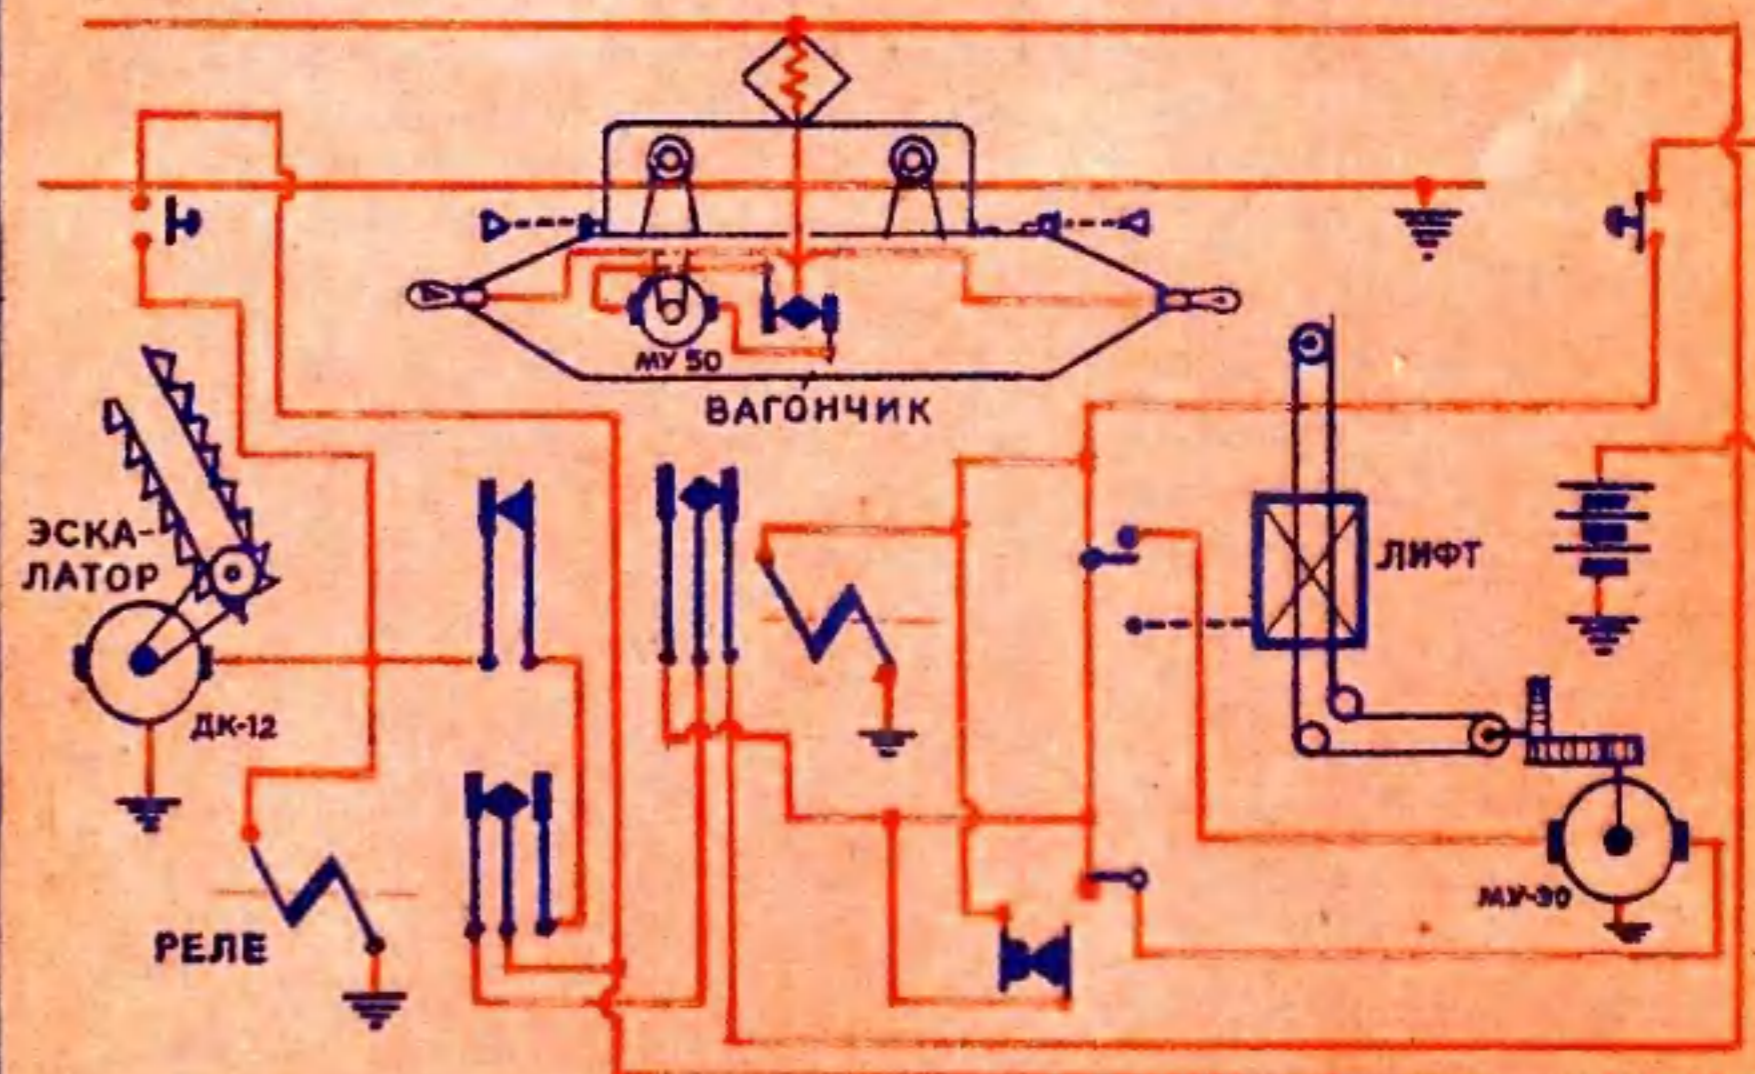 МУ 50
ВАГОНЧИК
ЭСКА-
ЛАТОР
ЛИФТ
ДК-12
МУ-30
РЕЛЕ